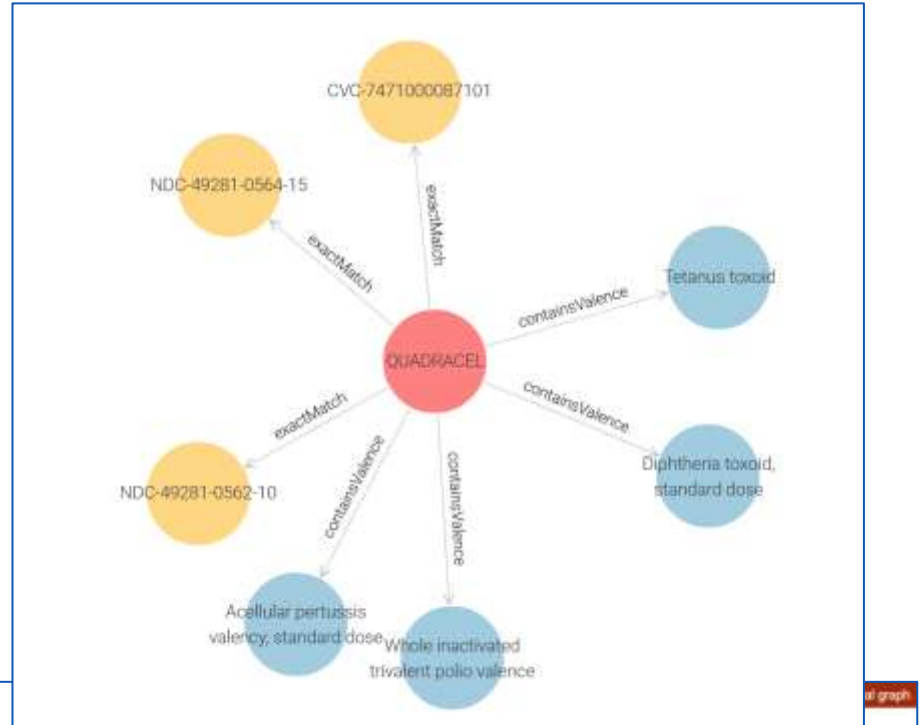 CVC-7471000087101
exactMatch
NDC-49281-0564-15
exactMatch
Tetanus toxoid
containsValence
QUADRACEL
containsValence
Diphtheria toxoid,
standard dose
exactMatch
NDC-49281-0562-10
containsValence
containsValence
Acellular pertussis
valency, standard dose
Whole inactivated
trivalent polio valence
al graph